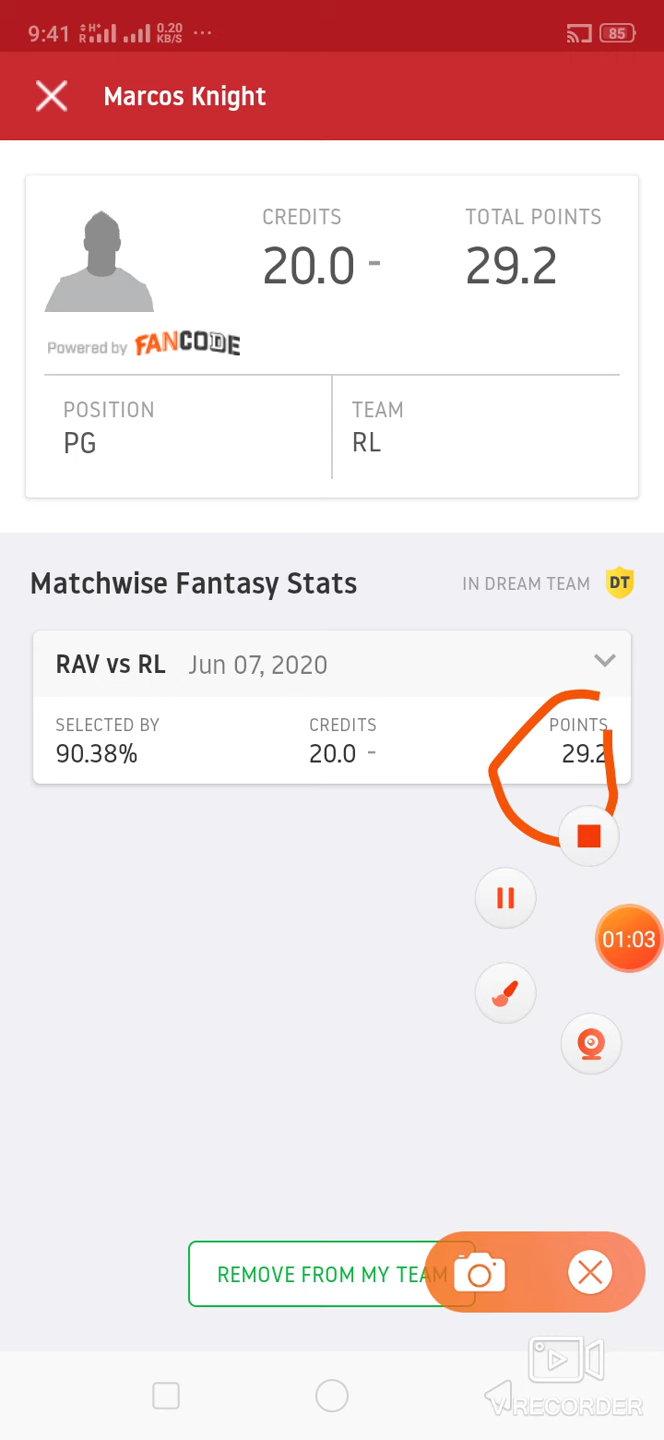 9:41 H+ R 0.20 KB/S ... 85
Marcos Knight
CREDITS TOTAL POINTS
20.0 - 29.2
Powered by FANCODE
POSITION TEAM
PG RL
Matchwise Fantasy Stats IN DREAM TEAM DT
RAV vs RL Jun 07, 2020
SELECTED BY CREDITS POINTS
90.38% 20.0 - 29.2
01:03
REMOVE FROM MY TEAM
VRECORDER